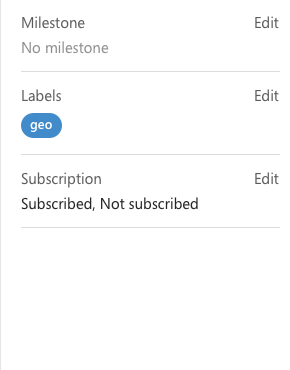 Milestone Edit
No milestone
Labels Edit
geo
Subscription Edit
Subscribed, Not subscribed